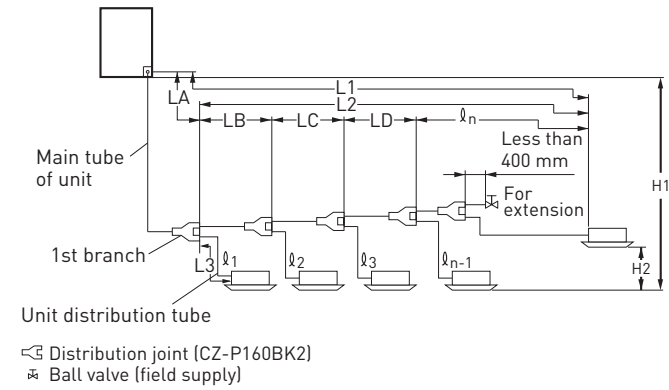 L1
LA
L2
LB
LC
LD
ℓn
Less than
400 mm
Main tube
of unit
For
extension
H1
1st branch
L3
ℓ1
ℓ2
ℓ3
ℓn-1
H2
Unit distribution tube
Distribution joint (CZ-P160BK2)
Ball valve (field supply)